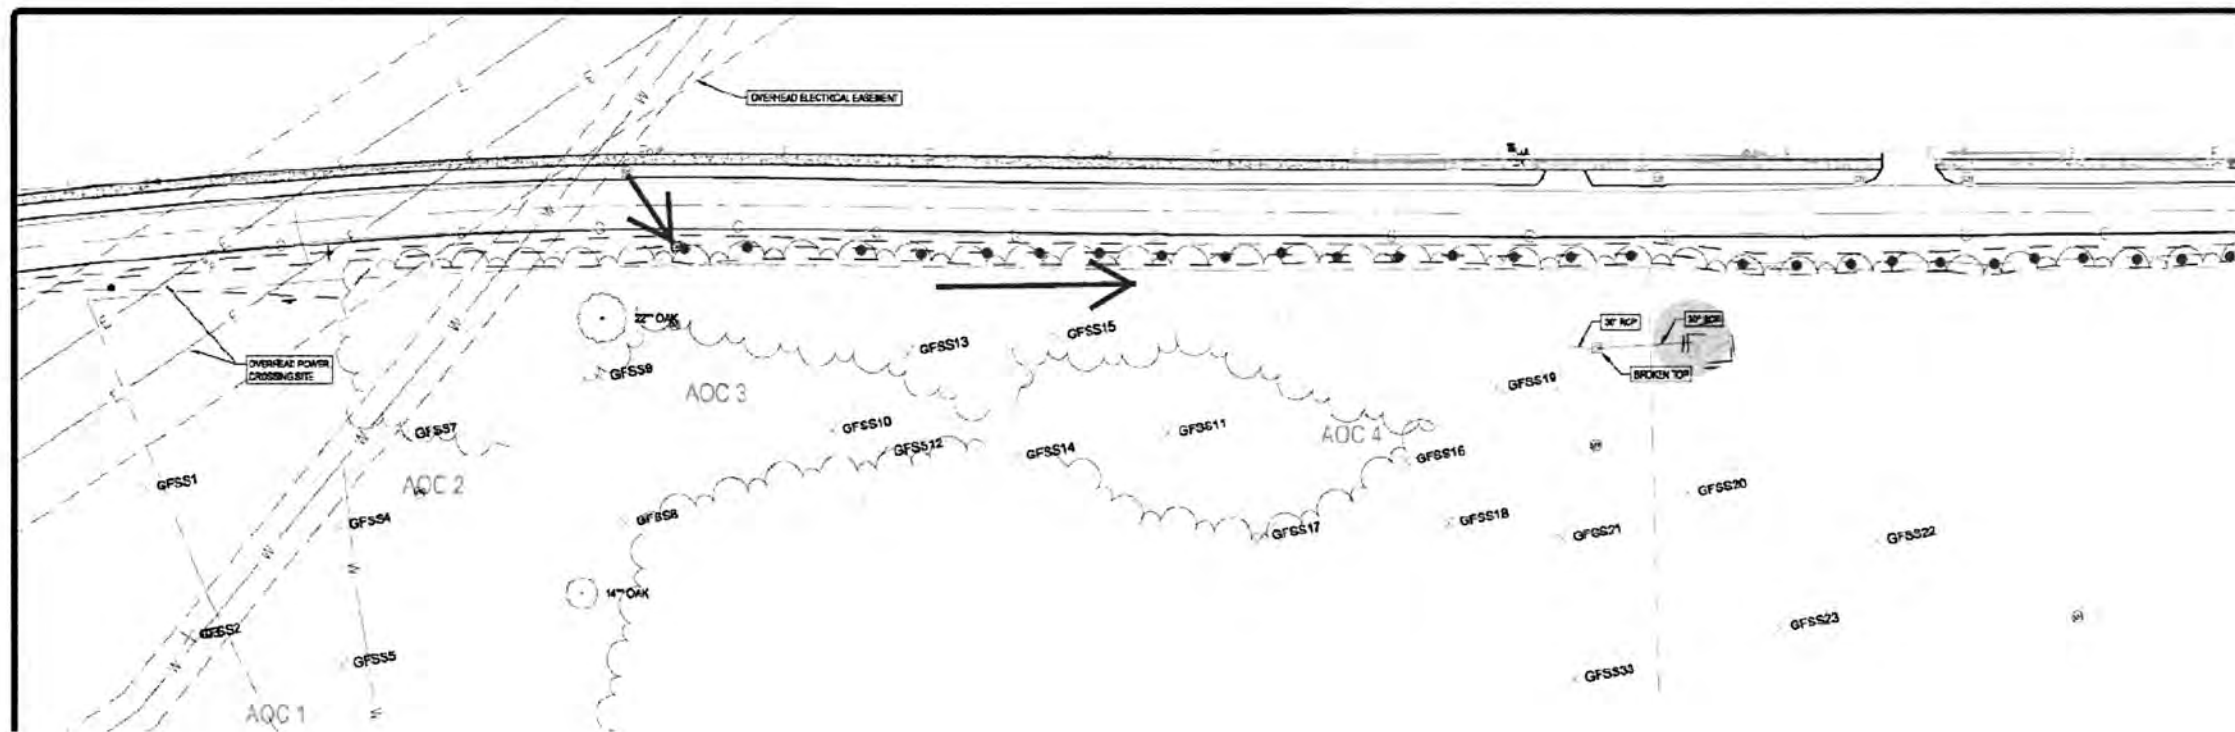 OVERHEAD ELECTRICAL EASEMENT
22" OAK
GFSS13
GFSS15
30" RCP
BROKEN TOP
OVERHEAD POWER
CROSSING SITE
GFSS9
AOC 3
GFSS19
GFSS7
GFSS10
GFSS12
GFSS14
GFSS11
AOC 4
GFSS16
GFSS1
AOC 2
GFSS20
GFSS4
GFSS8
GFSS17
GFSS18
GFSS21
GFSS22
14" OAK
GFSS2
GFSS23
GFSS5
GFSS33
AOC 1